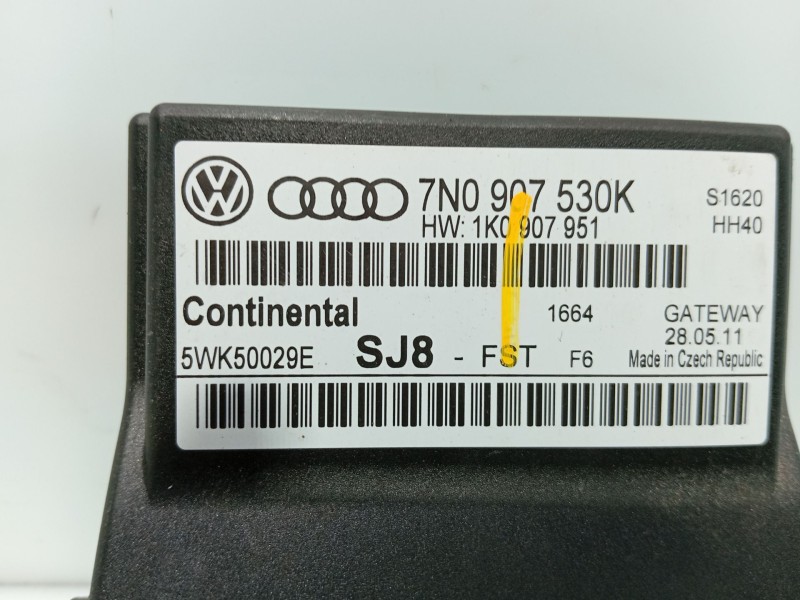 7N0 907 530K
S1620
HW: 1K0 907 951
HH40
Continental
1664
GATEWAY
28.05.11
5WK50029E
SJ8 - FST
F6
Made in Czech Republic